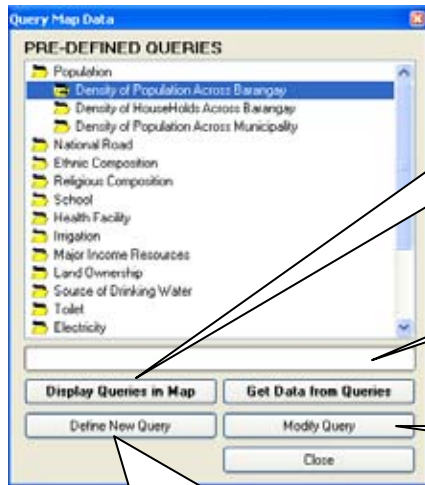 Query Map Data
PRE-DEFINED QUERIES
Population
Density of Population Across Barangay
Density of HouseHolds Across Barangay
Density of Population Across Municipality
National Road
Ethnic Composition
Religious Composition
School
Health Facility
Irrigation
Major Income Resources
Land Ownership
Source of Drinking Water
Toilet
Electricity
Display Queries in Map
Get Data from Queries
Define New Query
Modify Query
Close